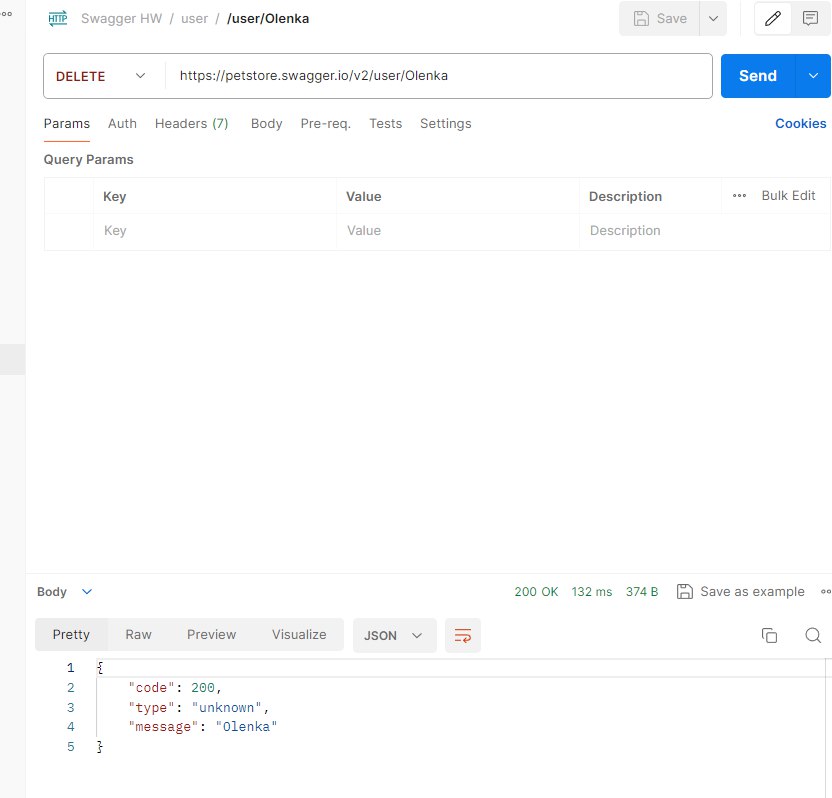 HTTP Swagger HW / user / /user/Olenka Save
DELETE https://petstore.swagger.io/v2/user/Olenka Send
Params Auth Headers (7) Body Pre-req. Tests Settings Cookies
Query Params
Key Value Description ••• Bulk Edit
Key Value Description
Body 200 OK 132 ms 374 B Save as example
Pretty Raw Preview Visualize JSON
1 {
2 "code": 200,
3 "type": "unknown",
4 "message": "Olenka"
5 }